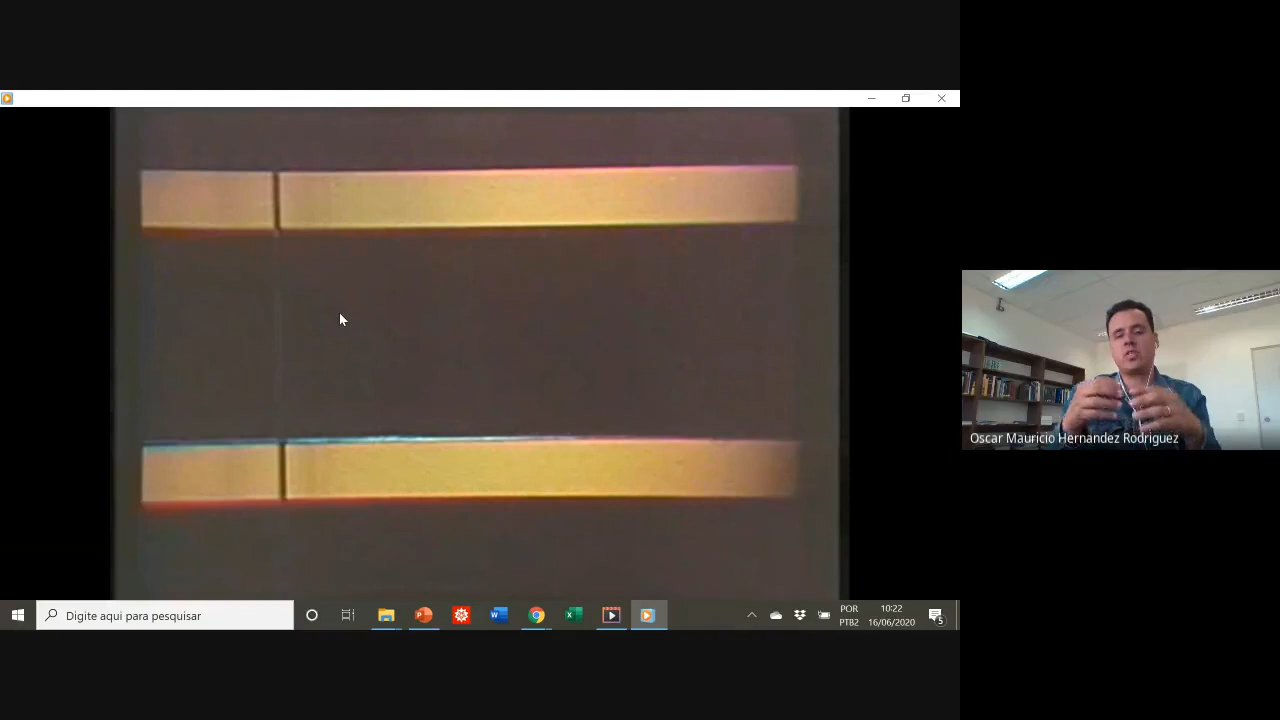 Oscar Mauricio Hernandez Rodriguez
Digite aqui para pesquisar
POR
PTB2
10:22
16/06/2020
5